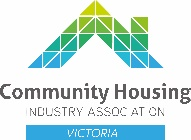 Community Housing
INDUSTRY ASSOCIATION
VICTORIA